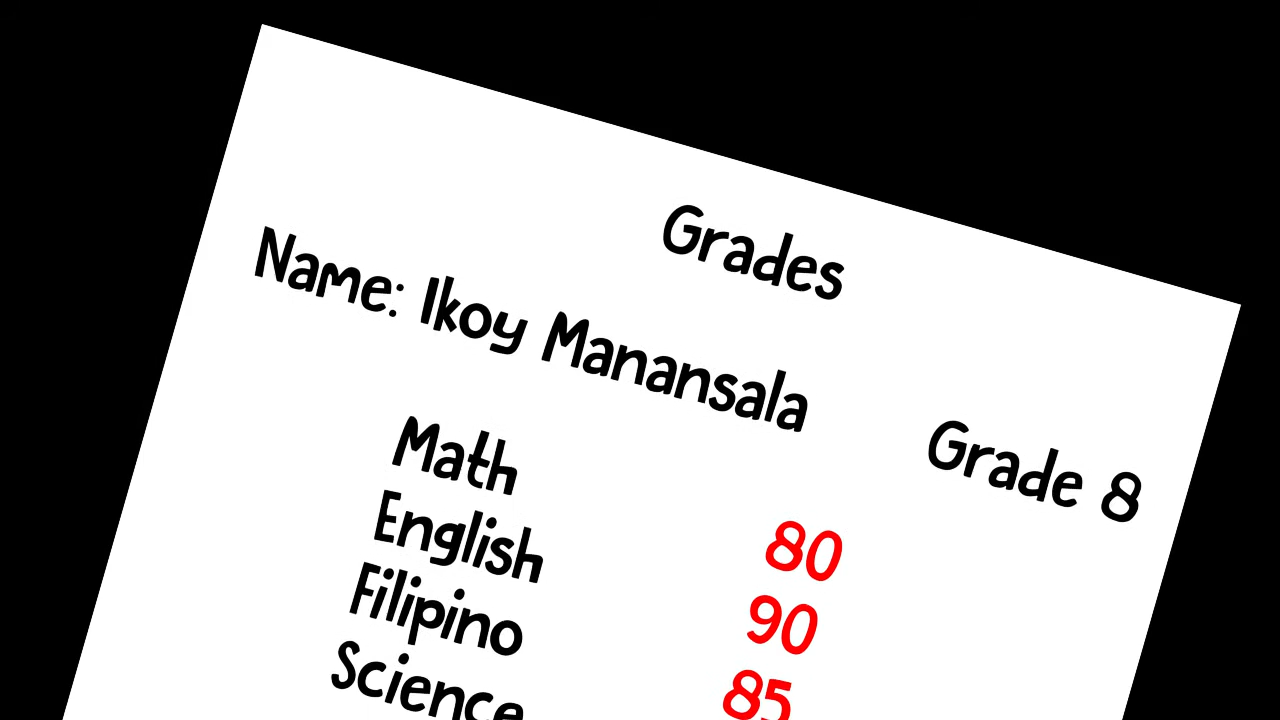 Grades
Name: Ikoy Manansala
Grade 8
Math 80
English 90
Filipino 85
Science